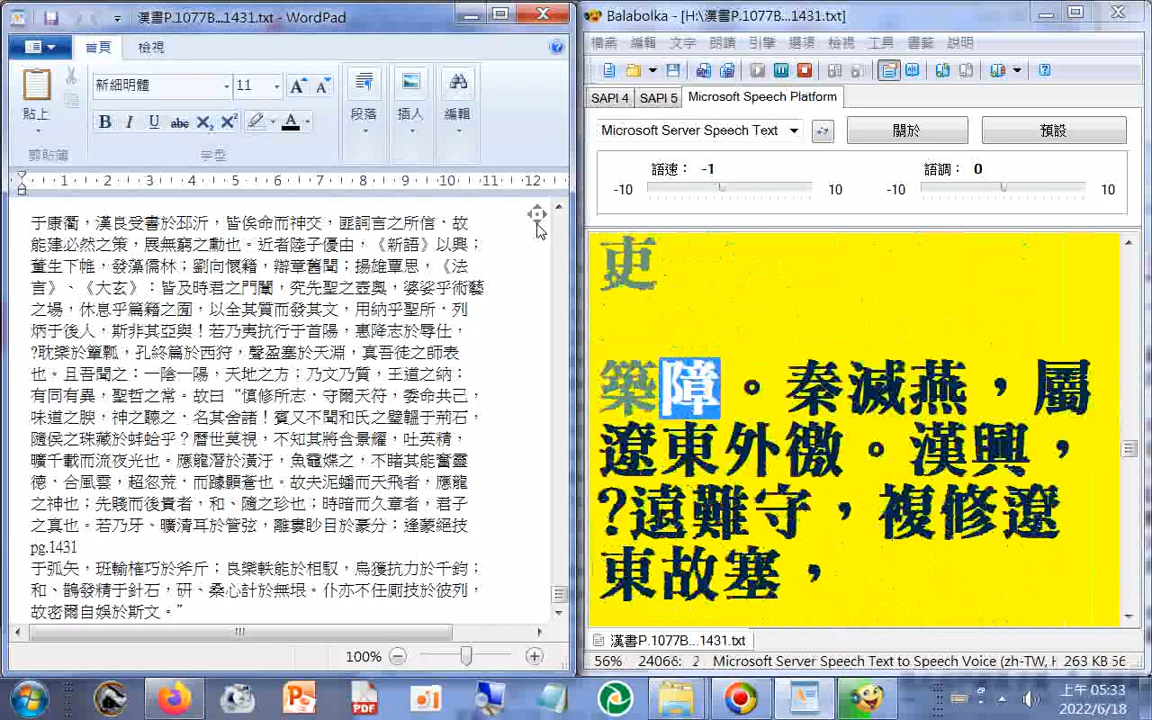 漢書P.1077B...1431.txt - WordPad
首頁 檢視
新細明體 11
貼上
B I U abc X₂ X² A
段落
插入
編輯
剪貼簿 字型
1 2 3 4 5 6 7 8 9 10 11 12
于康衢，漢良受書於邳沂，皆俟命而神交，匪詞言之所信，故
能建必然之策，展無窮之勳也。近者陸子優由，《新語》以興；
董生下帷，發藻儒林；劉向司籍，辯章舊聞；揚雄覃思，《法
言》、《大玄》：皆及時君之門闈，究先聖之壼奧，婆娑乎術藝
之場，休息乎篇籍之囿，以全其質而發其文，用納乎聖所，列
炳于後人，斯非其亞與！若乃夷抗行于首陽，惠降志於辱仕，
?耽樂於簞瓢，孔終篇於西狩，聲盈塞於天淵，真吾徒之師表
也。且吾聞之：一陰一陽，天地之方；乃文乃質，王道之綱；
有同有異，聖哲之常。故曰“慎修所志，守爾天符，委命共己，
味道之腴，神之聽之，名其舍諸！賓又不聞和氏之璧韞于荊石，
隨侯之珠藏於蚌蛤乎？曆世莫視，不知其將含景耀，吐英精，
曠千載而流夜光也。應龍潛於潢汙，魚黿媟之，不睹其能奮靈
德，合風雲，超忽荒，而躆顥蒼也。故夫泥蟠而天飛者，應龍
之神也；先賤而後貴者，和、隨之珍也；時暗而久章者，君子
之真也。若乃牙、曠清耳於管弦，離婁眇目於豪分；逢蒙絕技
pg.1431
于弧矢，班輸榷巧於斧斤；良樂軼能於相馭，烏獲抗力於千鈞；
和、鵲發精于針石，研、桑心計於無垠。仆亦不任廁技於彼列，
故密爾自娛於斯文。”
100%
Balabolka - [H:\漢書P.1077B...1431.txt]
檔案 編輯 文字 朗讀 引擎 選項 檢視 工具 書籤 說明
SAPI 4 SAPI 5 Microsoft Speech Platform
Microsoft Server Speech Text 關於 預設
語速： -1 語調： 0
-10 10 -10 10
吏
築障。秦滅燕，屬
遼東外徼。漢興，
?遠難守，複修遼
東故塞，
漢書P.1077B...1431.txt
56% 24066: 2 Microsoft Server Speech Text to Speech Voice (zh-TW, H 263 KB 56
PDF
上午 05:33
2022/6/18